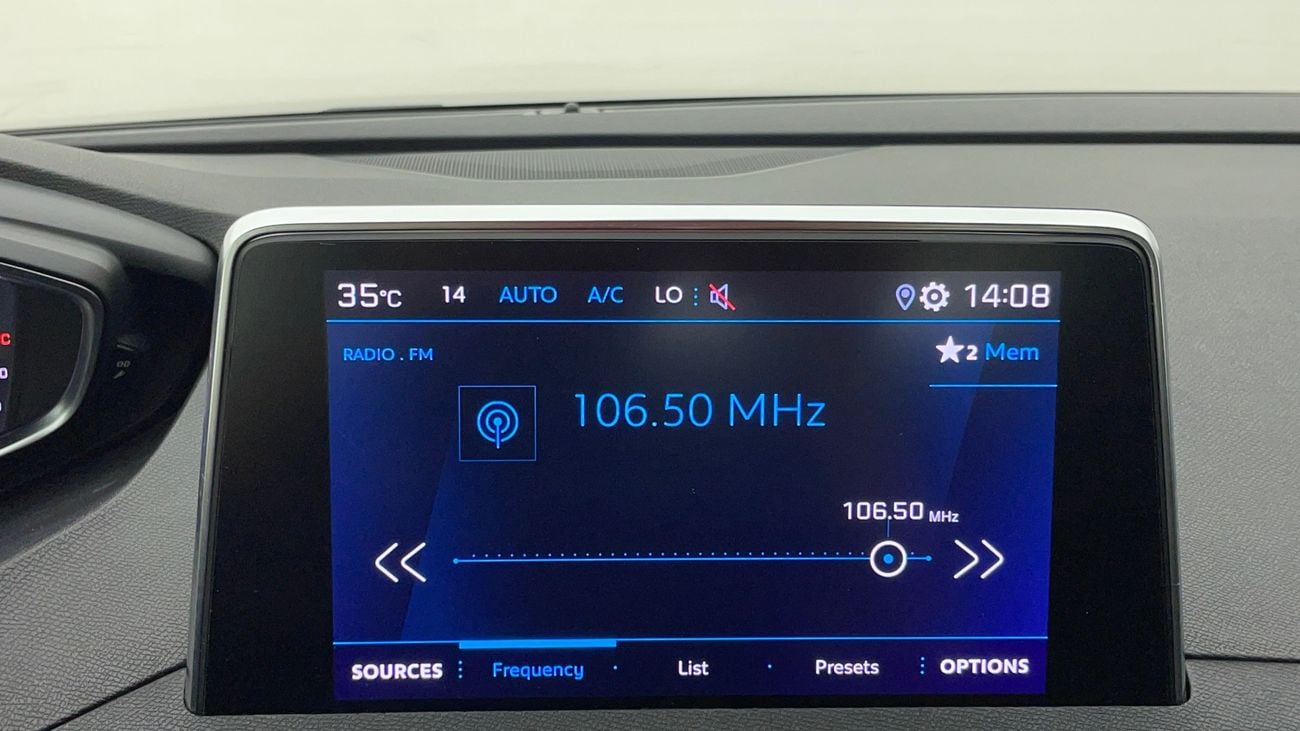 35°C 14 AUTO A/C LO 14:08
RADIO . FM
2 Mem
106.50 MHz
106.50 MHz
SOURCES Frequency List Presets OPTIONS